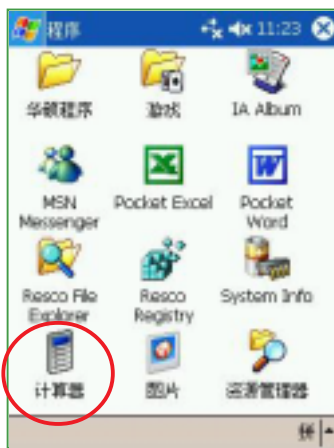 程序 11:23
华硕程序 游戏 IA Album
MSN Messenger Pocket Excel Pocket Word
Resco File Explorer Resco Registry System Info
计算器 图片 资源管理器
拼